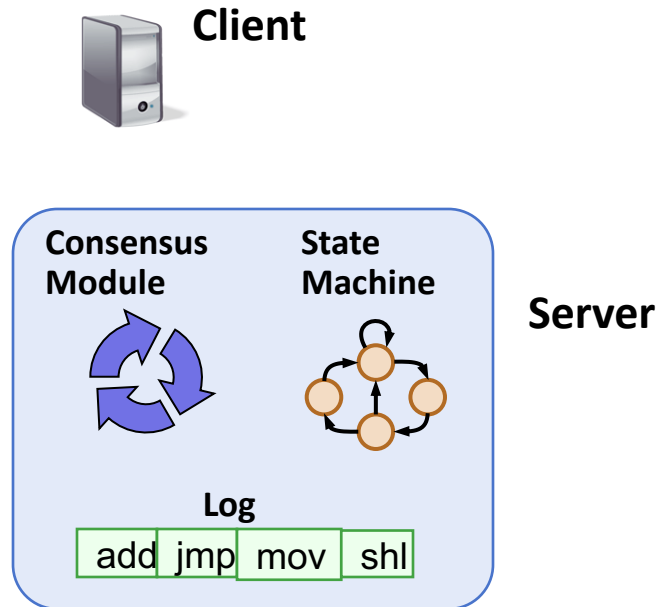 Client
Consensus
Module
State
Machine
Server
Log
add jmp mov shl